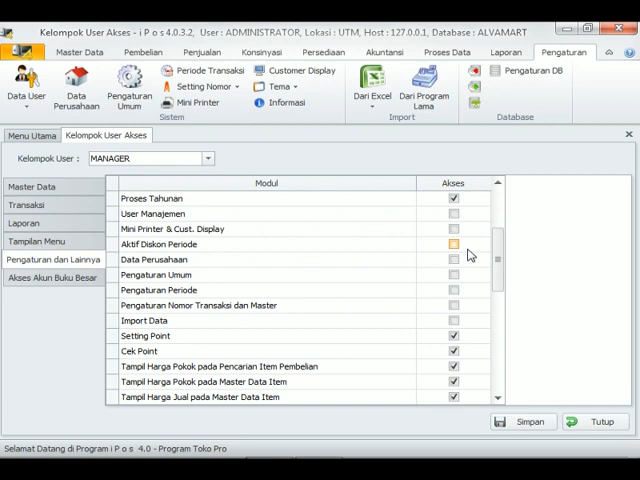 Kelompok User Akses - i P o s 4.0.3.2, User : ADMINISTRATOR, Lokasi : UTM, Host : 127.0.0.1, Database : ALVAMART
Master Data Pembelian Penjualan Konsinyasi Persediaan Akuntansi Proses Data Laporan Pengaturan
Data User
Data Perusahaan
Pengaturan Umum
Periode Transaksi
Setting Nomor
Mini Printer
Customer Display
Tema
Informasi
Sistem
Dari Excel
Dari Program Lama
Import
Pengaturan DB
Database
Menu Utama Kelompok User Akses
Kelompok User : MANAGER
Master Data
Transaksi
Laporan
Tampilan Menu
Pengaturan dan Lainnya
Akses Akun Buku Besar
Modul Akses
Proses Tahunan
User Manajemen
Mini Printer & Cust. Display
Aktif Diskon Periode
Data Perusahaan
Pengaturan Umum
Pengaturan Periode
Pengaturan Nomor Transaksi dan Master
Import Data
Setting Point
Cek Point
Tampil Harga Pokok pada Pencarian Item Pembelian
Tampil Harga Pokok pada Master Data Item
Tampil Harga Jual pada Master Data Item
Simpan Tutup
Selamat Datang di Program i P o s 4.0 - Program Toko Pro